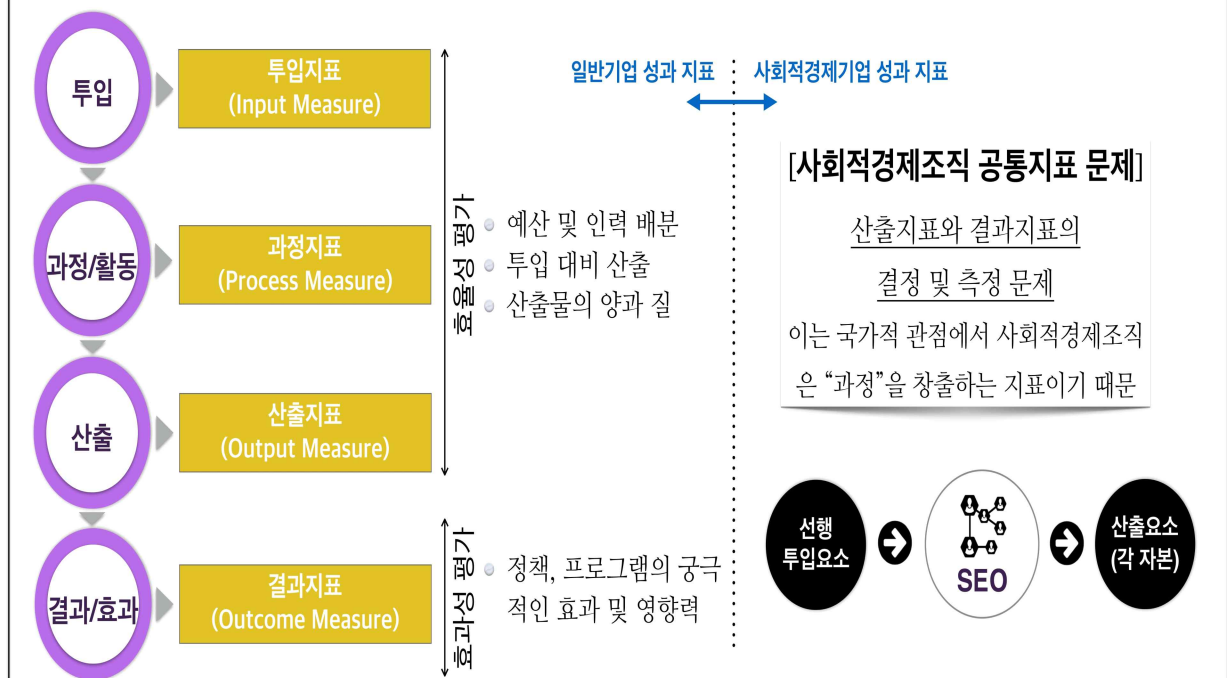 투입
투입지표
(Input Measure)
과정/활동
과정지표
(Process Measure)
산출
산출지표
(Output Measure)
결과/효과
결과지표
(Outcome Measure)
효율성 평가
예산 및 인력 배분
투입 대비 산출
산출물의 양과 질
효과성 평가
정책, 프로그램의 궁극
적인 효과 및 영향력
일반기업 성과 지표
사회적경제기업 성과 지표
[사회적경제조직 공통지표 문제]
산출지표와 결과지표의
결정 및 측정 문제
이는 국가적 관점에서 사회적경제조직
은 “과정”을 창출하는 지표이기 때문
선행
투입요소
SEO
산출요소
(각 자본)